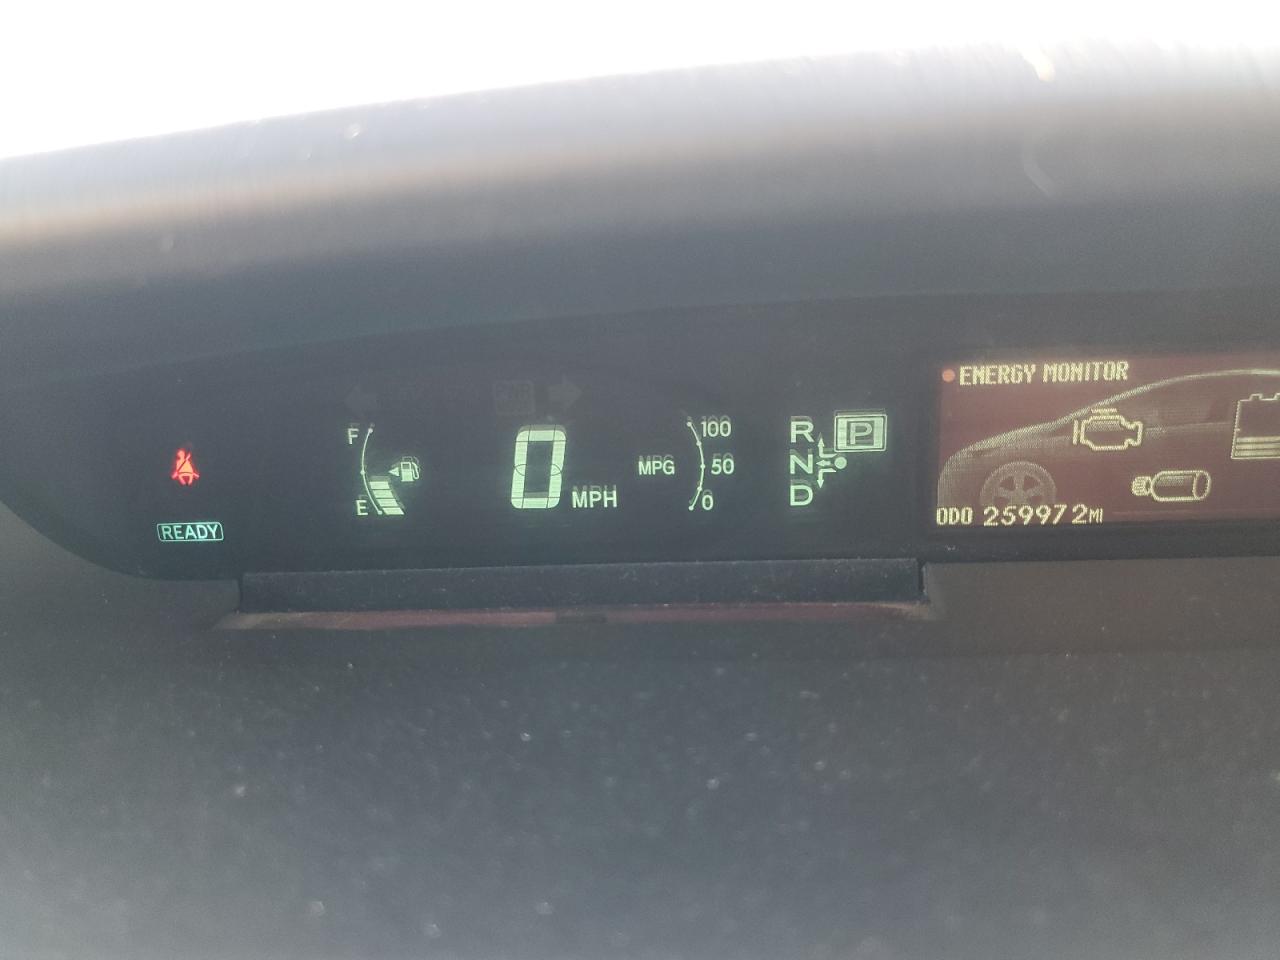 F
E
READY
0 MPH
MPG
100
50
0
R
N
D
P
ENERGY MONITOR
ODO 259972MI